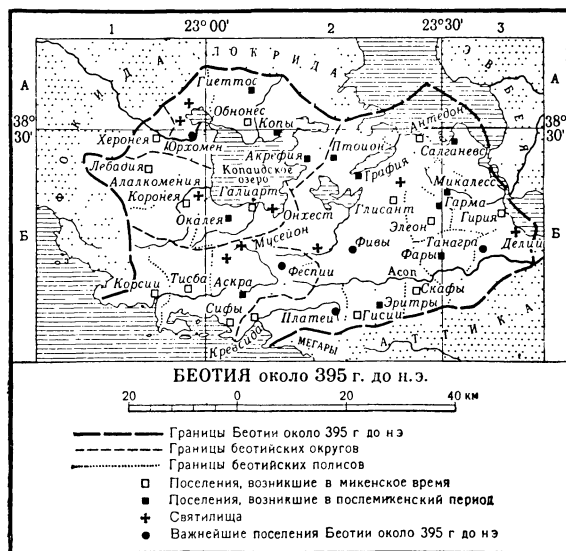 1 23°00′ 2 23°30′ 3
ФОКИДА ЛОКРИДА ЭВБЕЯ
А А
Гиеттос
38° 30′ 38° 30′
Обнонес Антедон
Херонея Юрхомен Копы Салганевс
Акрефия Птоион
Лебадия Копаидское озеро Графия Микалесс
Алалкомения
Коронея Галиарт Глисант Гарма
Онхест Гирия
Окалея Элеон
Б Б
Мусейон Фивы Танагра Делий
Фары
Феспии Асоп
Корсии Тисба Аскра Скафы
Эритры
Сифы Платеи Гисии
Кревсида МЕГАРЫ АТТИКА
БЕОТИЯ около 395 г. до н.э.
20 0 20 40 км
Границы Беотии около 395 г до нэ
Границы беотийских округов
Границы беотийских полисов
Поселения, возникшие в микенское время
Поселения, возникшие в послемикенский период
Святилища
Важнейшие поселения Беотии около 395 г до нэ